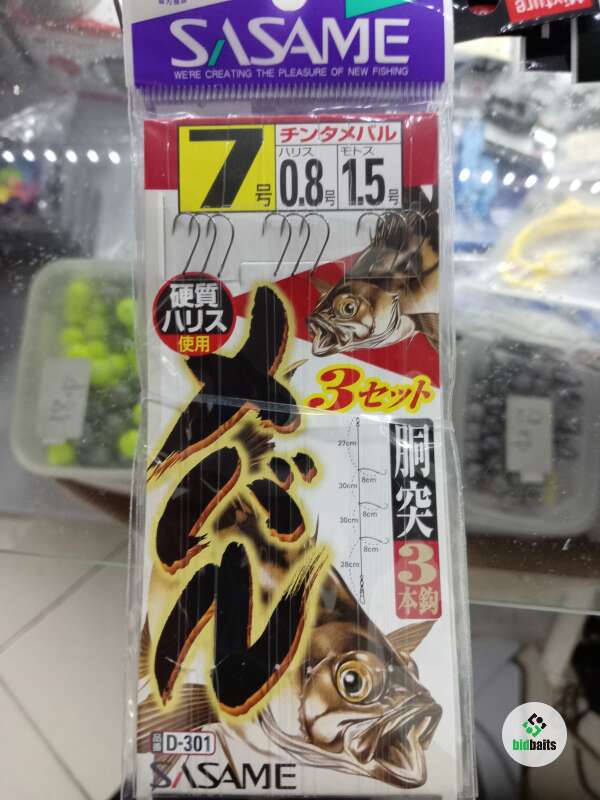 SASAME
WE'RE CREATING THE PLEASURE OF NEW FISHING
チンタメバル
7号
ハリス
0.8号
モトス
1.5号
硬質
ハリス
使用
メバル
3セット
胴突
3本鈎
27cm
8cm
30cm
8cm
30cm
8cm
28cm
品番 D-301
SASAME
bidbaits